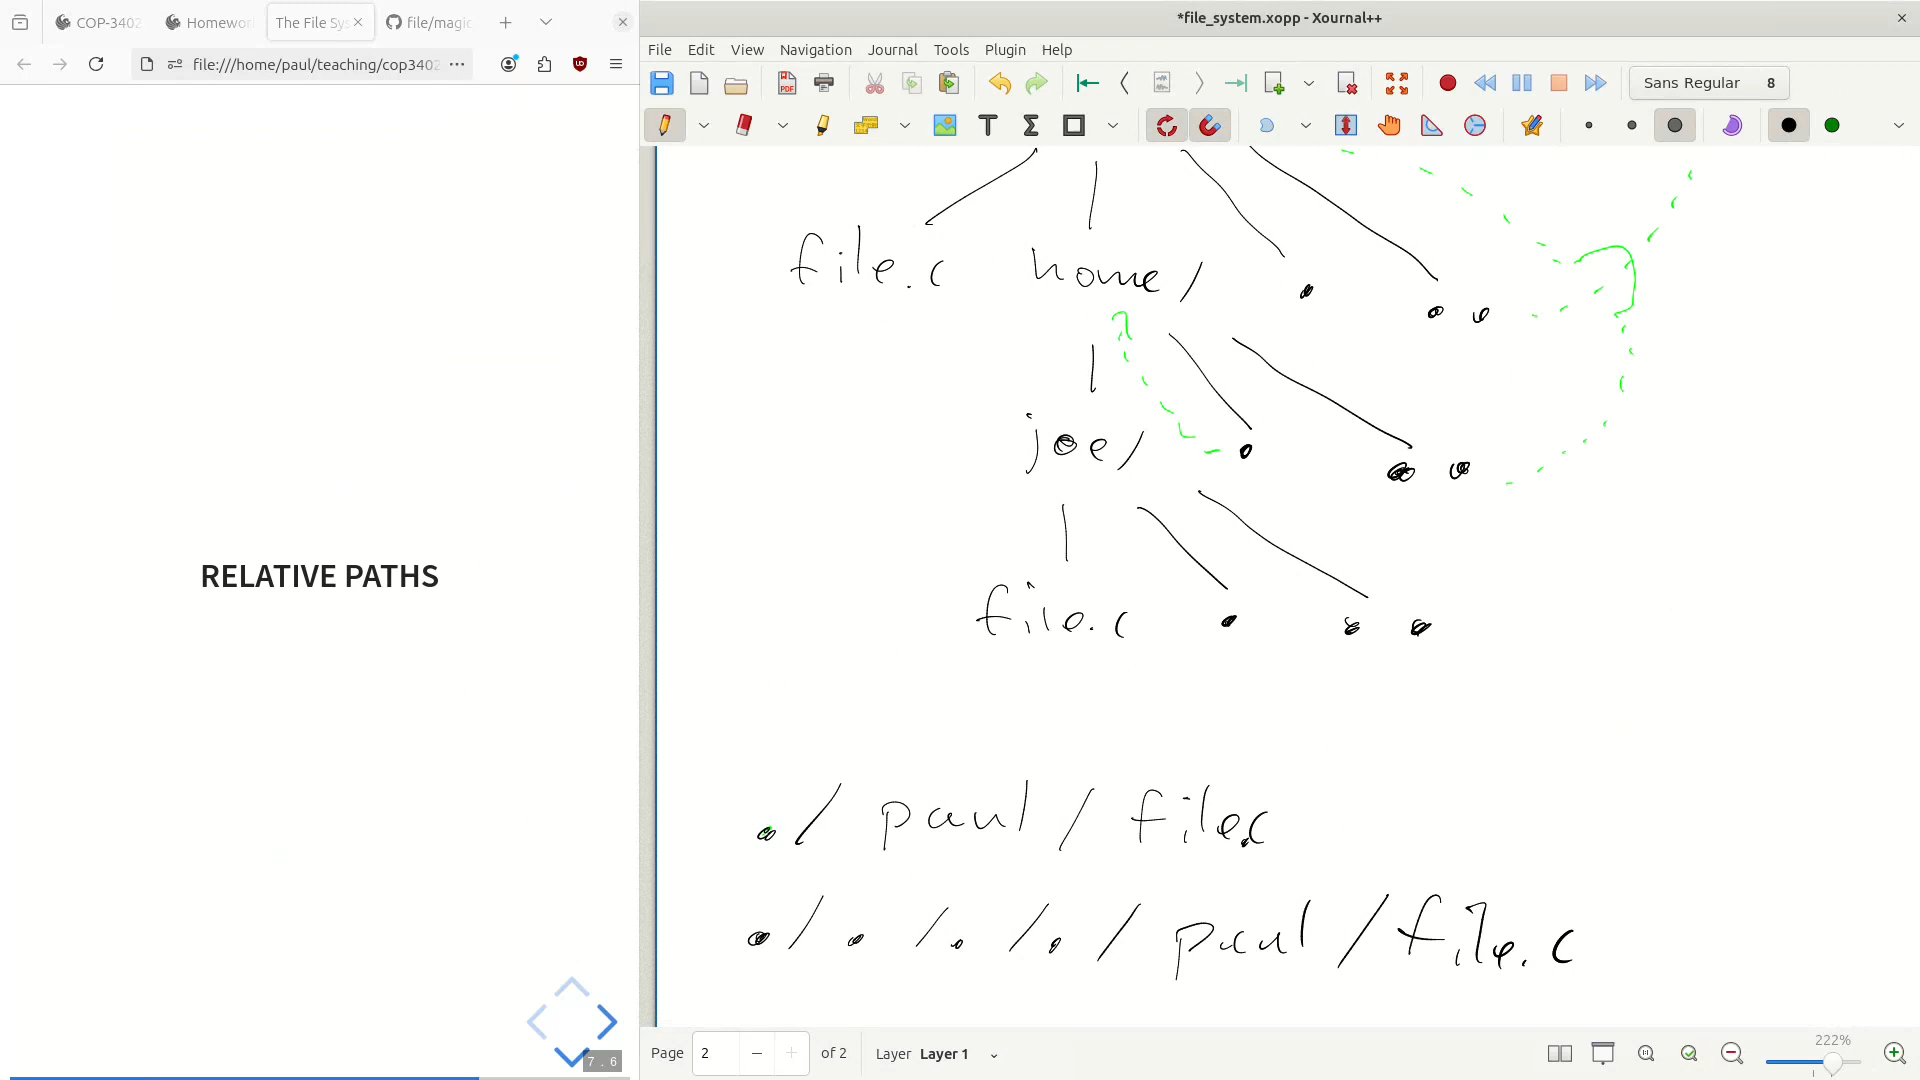 COP-3402
Homewor
The File Sys
file/magic
file:///home/paul/teaching/cop3402
RELATIVE PATHS
7.6
*file_system.xopp - Xournal++
File Edit View Navigation Journal Tools Plugin Help
Sans Regular 8
file.c home/ . ..
joe/ . ..
file.c . ..
./paul/file.c
./././././paul/file.c
Page 2 of 2 Layer Layer 1
222%